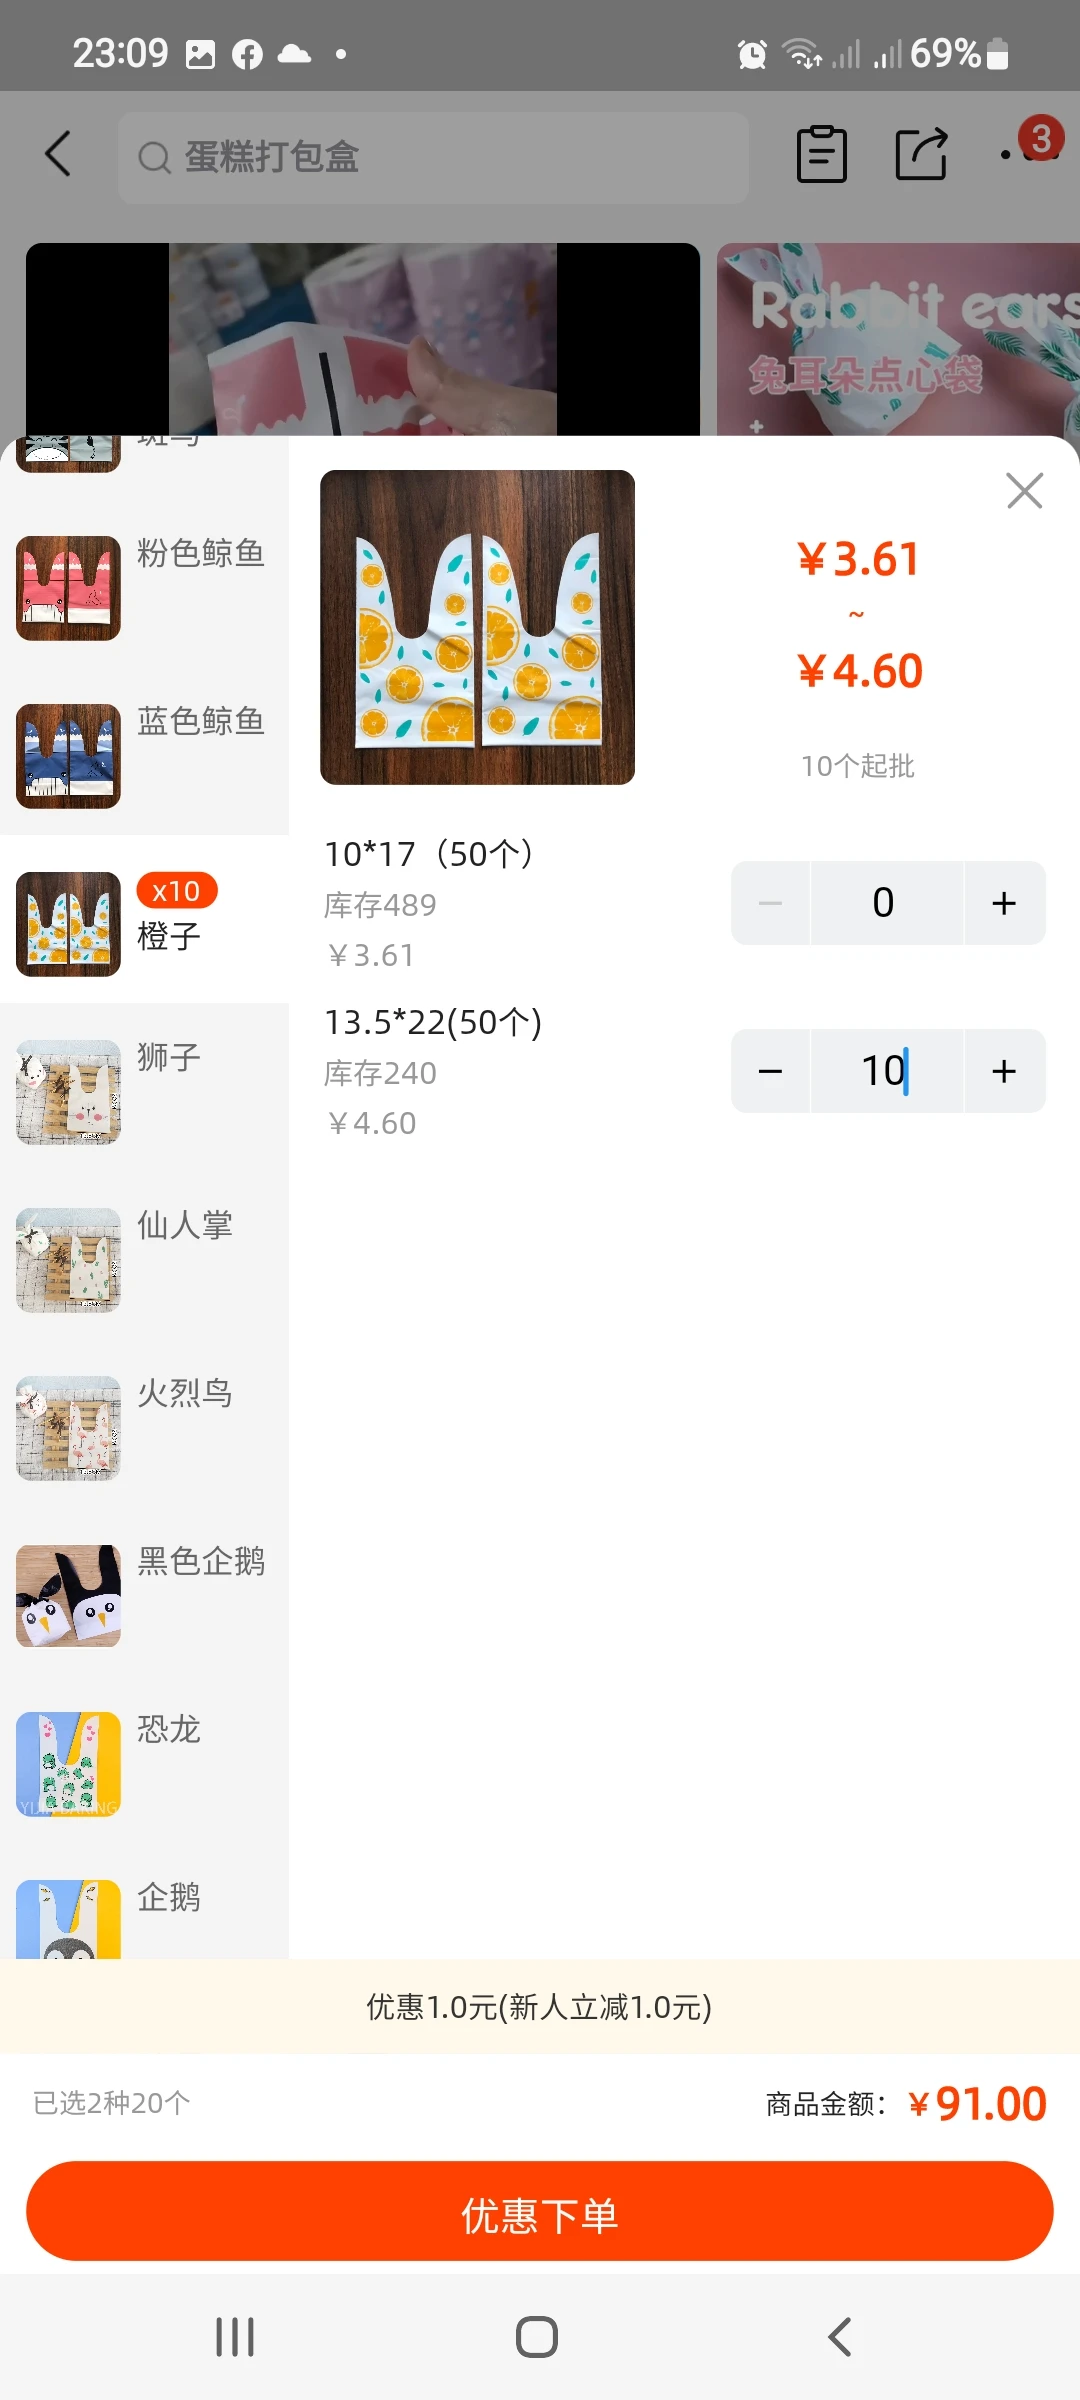 23:09
69%
蛋糕打包盒
3
Rabbit ears
兔耳朵点心袋
斑马
粉色鲸鱼
蓝色鲸鱼
x10
橙子
狮子
仙人掌
火烈鸟
黑色企鹅
恐龙
企鹅
¥3.61
~
¥4.60
10个起批
10*17（50个）
库存489
¥3.61
0
13.5*22(50个)
库存240
¥4.60
10
优惠1.0元(新人立减1.0元)
已选2种20个
商品金额：¥91.00
优惠下单